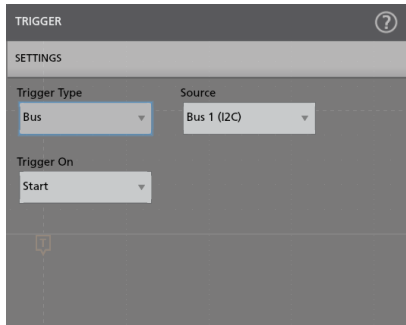 TRIGGER ?
SETTINGS
Trigger Type Source
Bus Bus 1 (I2C)
Trigger On
Start
T